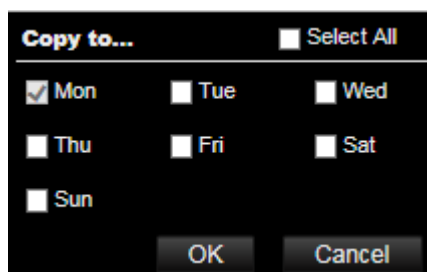 Copy to... Select All
Mon Tue Wed
Thu Fri Sat
Sun
OK Cancel